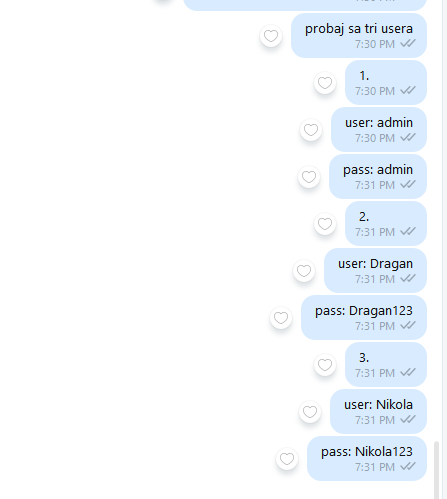 probaj sa tri usera
7:30 PM
1.
7:30 PM
user: admin
7:30 PM
pass: admin
7:31 PM
2.
7:31 PM
user: Dragan
7:31 PM
pass: Dragan123
7:31 PM
3.
7:31 PM
user: Nikola
7:31 PM
pass: Nikola123
7:31 PM